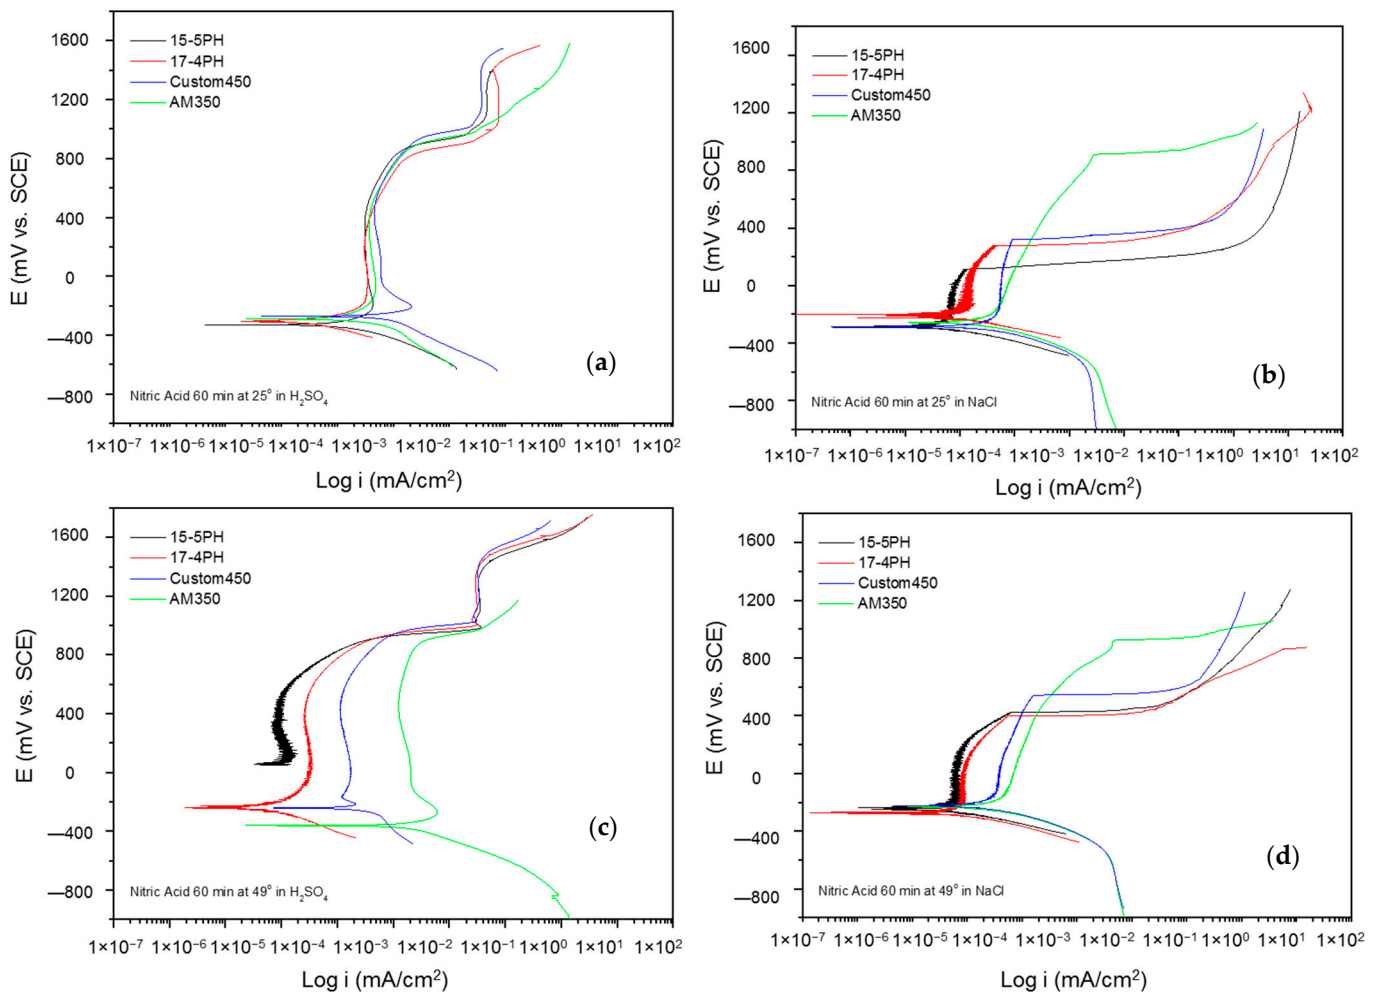 1600
1200
800
400
0
—400
—800
E (mV vs. SCE)
15-5PH
17-4PH
Custom450
AM350
(a)
Nitric Acid 60 min at 25° in H₂SO₄
1×10⁻⁷ 1×10⁻⁶ 1×10⁻⁵ 1×10⁻⁴ 1×10⁻³ 1×10⁻² 1×10⁻¹ 1×10⁰ 1×10¹ 1×10²
Log i (mA/cm²)
1600
1200
800
400
0
—400
—800
E (mV vs. SCE)
15-5PH
17-4PH
Custom450
AM350
(b)
Nitric Acid 60 min at 25° in NaCl
1×10⁻⁷ 1×10⁻⁶ 1×10⁻⁵ 1×10⁻⁴ 1×10⁻³ 1×10⁻² 1×10⁻¹ 1×10⁰ 1×10¹ 1×10²
Log i (mA/cm²)
1600
1200
800
400
0
—400
—800
E (mV vs. SCE)
15-5PH
17-4PH
Custom450
AM350
(c)
Nitric Acid 60 min at 49° in H₂SO₄
1×10⁻⁷ 1×10⁻⁶ 1×10⁻⁵ 1×10⁻⁴ 1×10⁻³ 1×10⁻² 1×10⁻¹ 1×10⁰ 1×10¹ 1×10²
Log i (mA/cm²)
1600
1200
800
400
0
—400
—800
E (mV vs. SCE)
15-5PH
17-4PH
Custom450
AM350
(d)
Nitric Acid 60 min at 49° in NaCl
1×10⁻⁷ 1×10⁻⁶ 1×10⁻⁵ 1×10⁻⁴ 1×10⁻³ 1×10⁻² 1×10⁻¹ 1×10⁰ 1×10¹ 1×10²
Log i (mA/cm²)